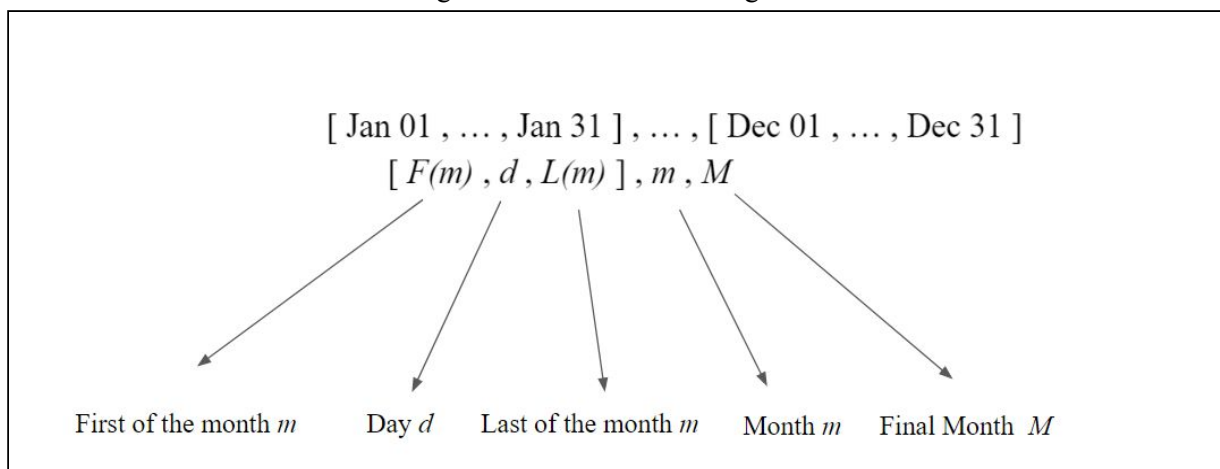 [ Jan 01 , … , Jan 31 ] , … , [ Dec 01 , … , Dec 31 ]
[ F(m) , d , L(m) ] , m , M
First of the month m
Day d
Last of the month m
Month m
Final Month M